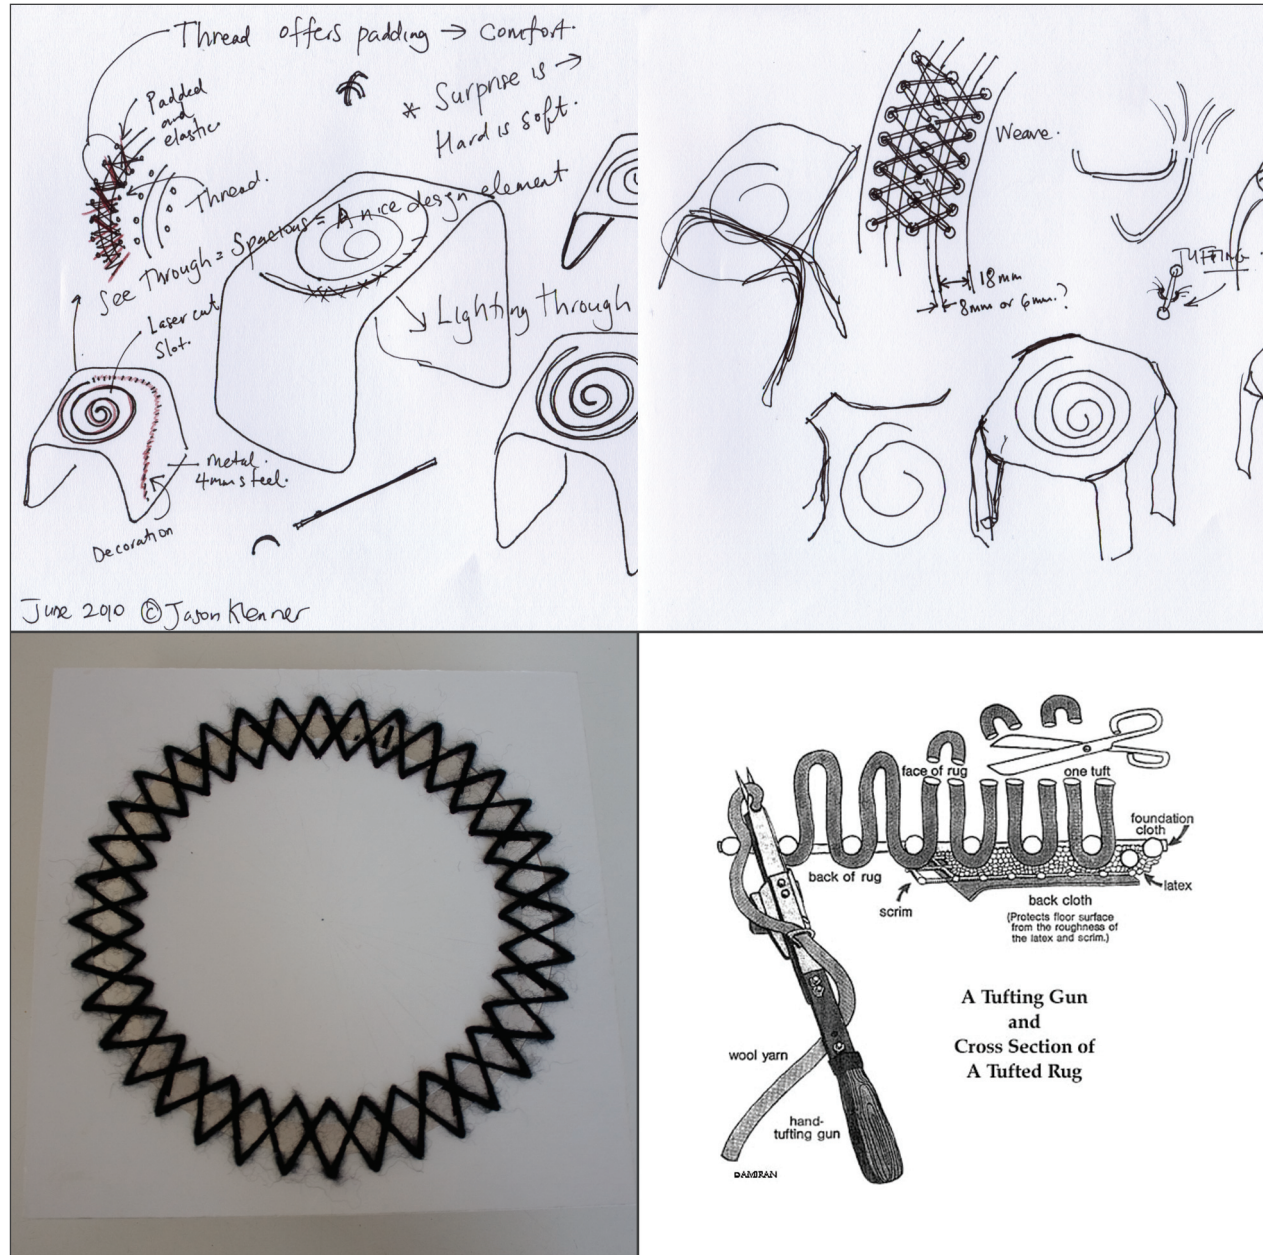 Thread offers padding → comfort.
* Surprise is →
Hard is soft.
Padded
and
elastic.
Thread.
See Through = Spacious = A nice design element
Laser cut
Slot.
Lighting Through
metal.
4mm steel.
Decoration
June 2010 © Jason Klenner
Weave.
18mm
8mm or 6mm.?
TUFTING.
face of rug
one tuft
foundation
cloth
back of rug
latex
scrim
back cloth
(Protects floor surface
from the roughness of
the latex and scrim.)
A Tufting Gun
and
Cross Section of
A Tufted Rug
wool yarn
hand-
tufting gun
DAMIRAN